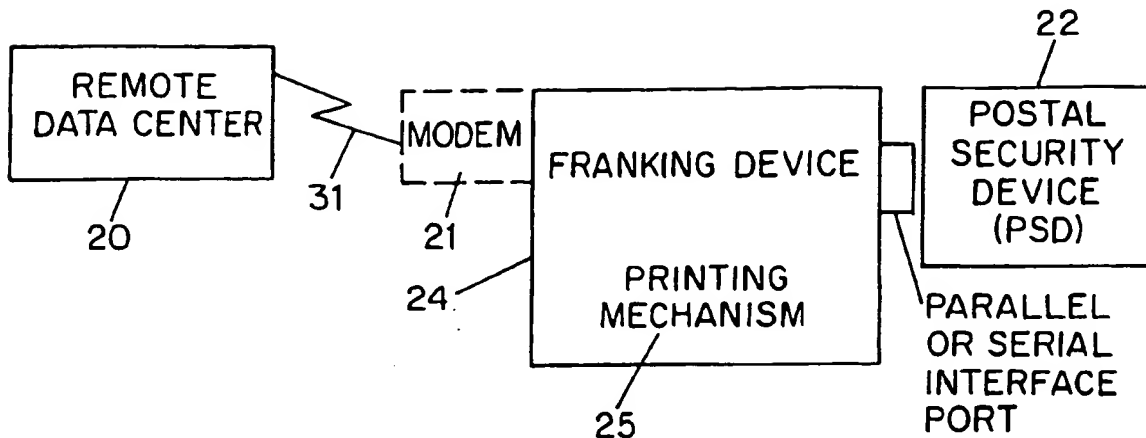 REMOTE
DATA CENTER
20
31
MODEM
21
FRANKING DEVICE
24
PRINTING
MECHANISM
25
22
POSTAL
SECURITY
DEVICE
(PSD)
PARALLEL
OR SERIAL
INTERFACE
PORT